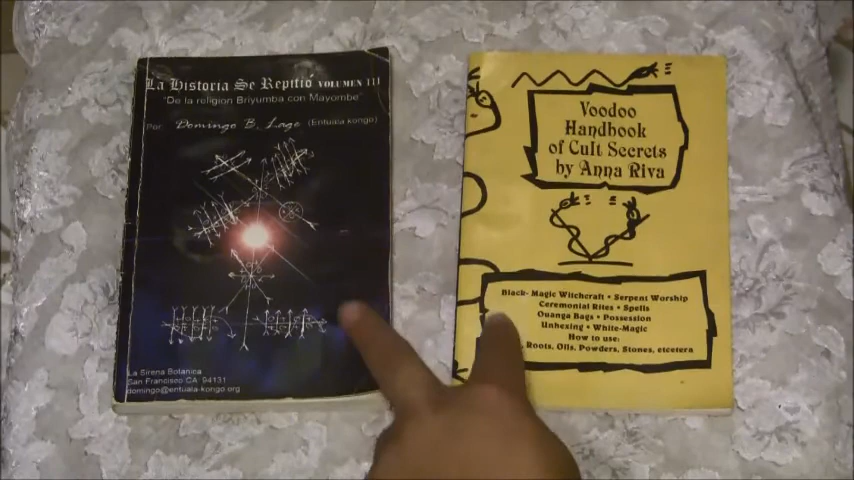 La Historia Se Repitió VOLUMEN III
"De la religion Briyumba con Mayombe"
Por: Domingo B. Lage (Entuala kongo)
La Sirena Botanica
San Francisco CA 94131
domingo@entuala-kongo.org
Voodoo
Handbook
of Cult Secrets
by Anna Riva
Black-Magic Witchcraft • Serpent Worship
Ceremonial Rites • Spells
Ouanga Bags • Possession
Unhexing • White-Magic
How to use:
Roots, Oils, Powders, Stones, etcetera